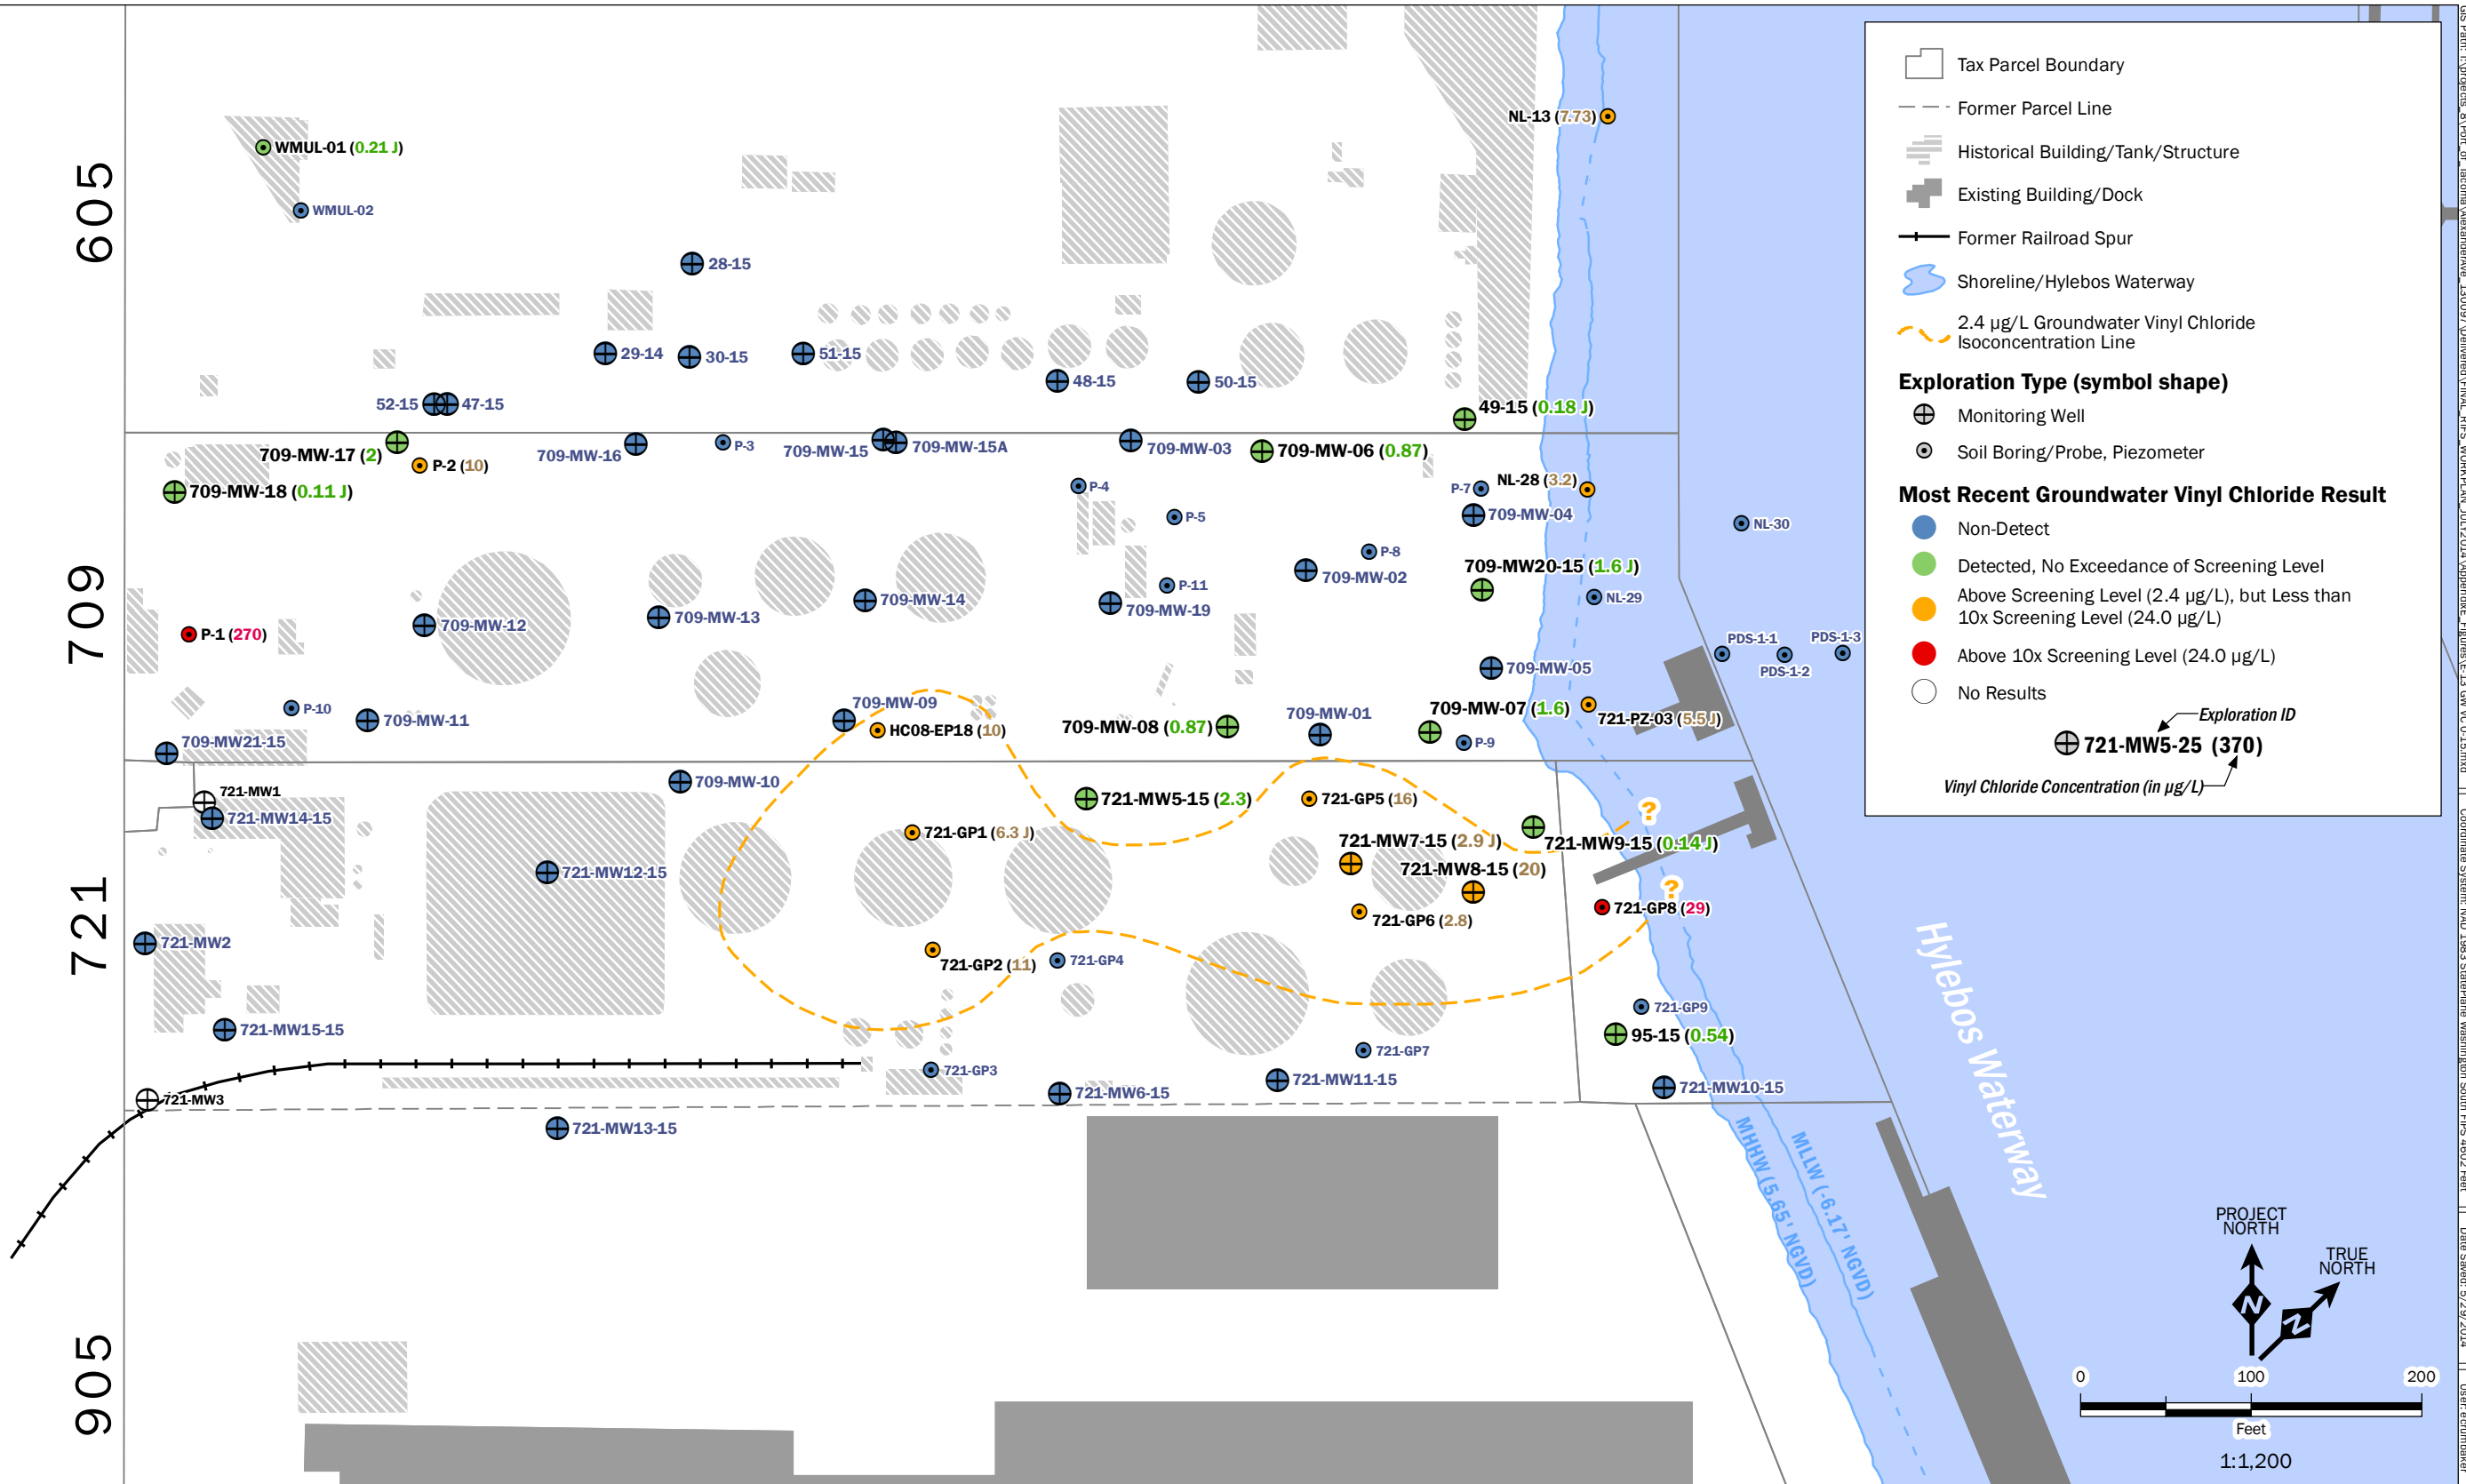 605
709
721
905
NL-13 (7.73)
WMUL-01 (0.21 J)
WMUL-02
28-15
29-14
30-15
51-15
48-15
50-15
52-15
47-15
49-15 (0.18 J)
709-MW-17 (2)
P-2 (10)
709-MW-16
P-3
709-MW-15
709-MW-15A
709-MW-03
709-MW-06 (0.87)
709-MW-18 (0.11 J)
P-4
P-7
NL-28 (3.2)
P-5
709-MW-04
NL-30
P-8
709-MW20-15 (1.6 J)
709-MW-02
P-11
NL-29
709-MW-14
709-MW-19
709-MW-13
709-MW-12
P-1 (270)
PDS-1-1
PDS-1-3
PDS-1-2
709-MW-05
P-10
709-MW-11
709-MW-09
HC08-EP18 (10)
709-MW-08 (0.87)
709-MW-01
709-MW-07 (1.6)
721-PZ-03 (5.5 J)
P-9
709-MW21-15
709-MW-10
721-MW1
721-MW14-15
721-MW5-15 (2.3)
721-GP5 (16)
?
721-GP1 (6.3 J)
721-MW7-15 (2.9 J)
721-MW9-15 (0.14 J)
721-MW12-15
721-MW8-15 (20)
?
721-GP8 (29)
721-GP6 (2.8)
721-MW2
721-GP2 (11)
721-GP4
721-GP9
721-MW15-15
95-15 (0.54)
721-GP7
721-GP3
721-MW11-15
721-MW6-15
721-MW10-15
721-MW3
721-MW13-15
MHHW (5.65' NGVD)
MLLW (-6.17' NGVD)
Hylebos Waterway
Tax Parcel Boundary
Former Parcel Line
Historical Building/Tank/Structure
Existing Building/Dock
Former Railroad Spur
Shoreline/Hylebos Waterway
2.4 µg/L Groundwater Vinyl Chloride
Isoconcentration Line
Exploration Type (symbol shape)
Monitoring Well
Soil Boring/Probe, Piezometer
Most Recent Groundwater Vinyl Chloride Result
Non-Detect
Detected, No Exceedance of Screening Level
Above Screening Level (2.4 µg/L), but Less than
10x Screening Level (24.0 µg/L)
Above 10x Screening Level (24.0 µg/L)
No Results
Exploration ID
721-MW5-25 (370)
Vinyl Chloride Concentration (in µg/L)
PROJECT
NORTH
TRUE
NORTH
N
N
0 100 200
Feet
1:1,200